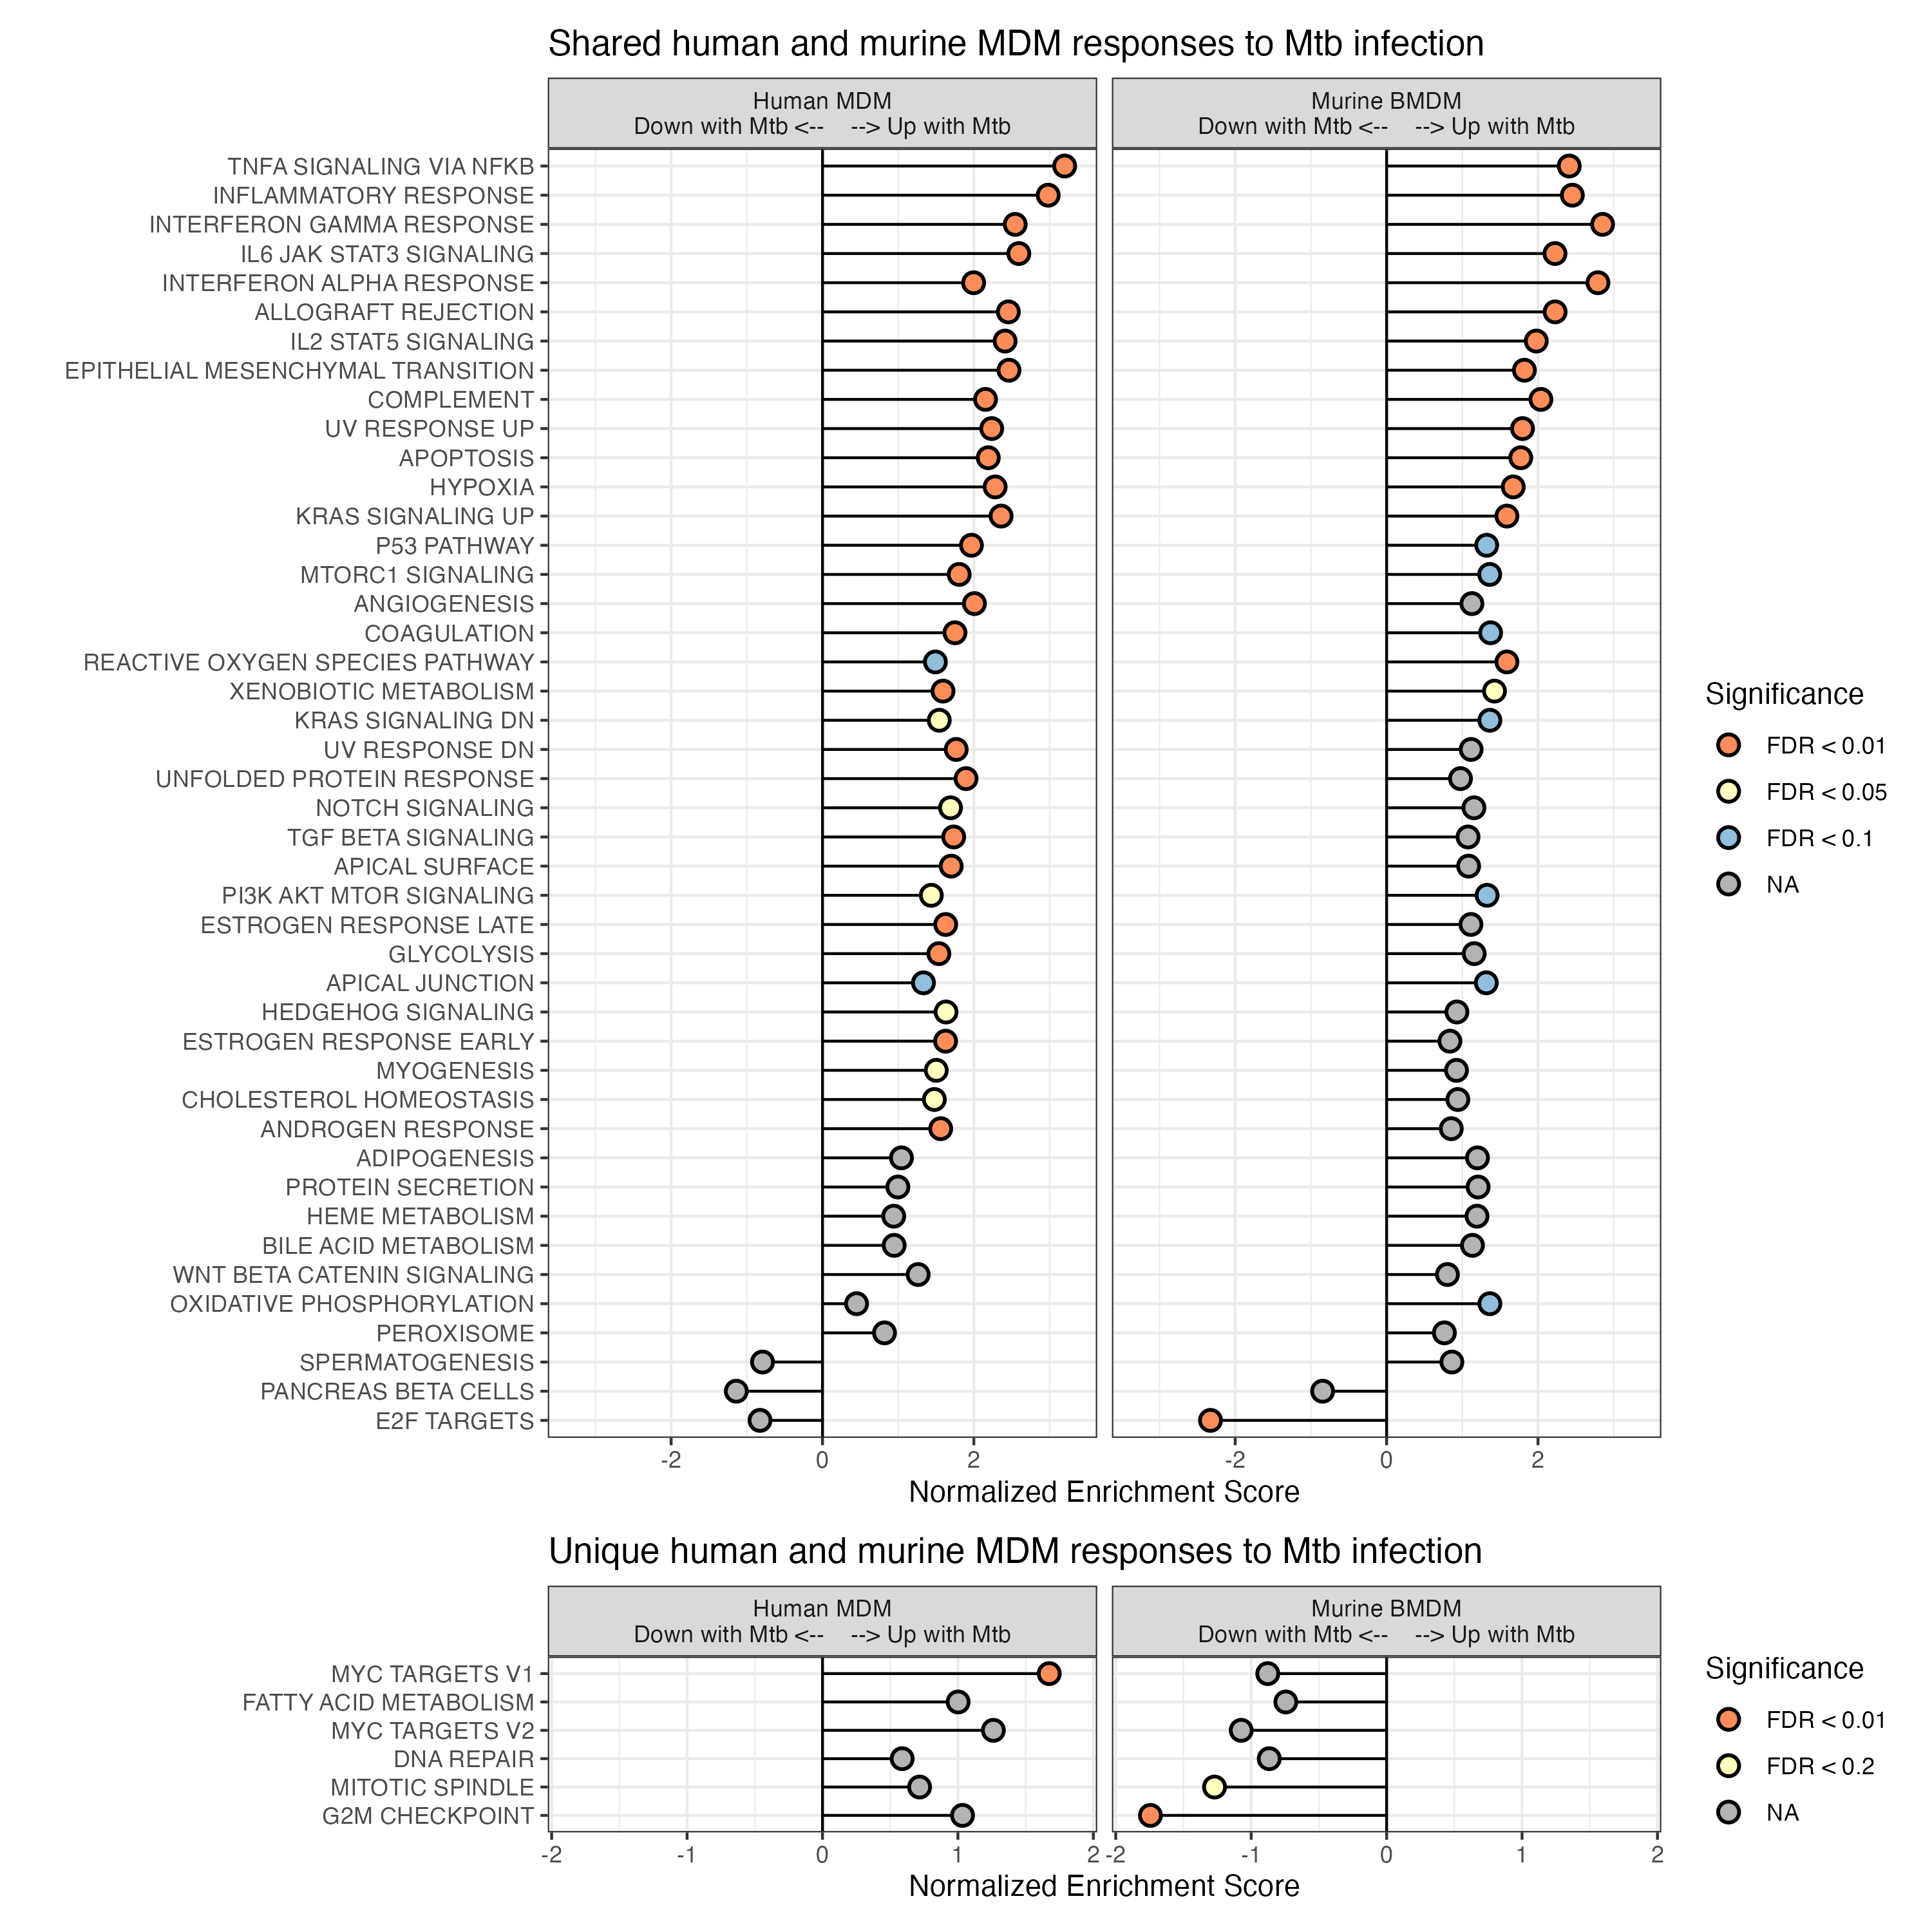 Shared human and murine MDM responses to Mtb infection
Human MDM
Down with Mtb <-- --> Up with Mtb
Murine BMDM
Down with Mtb <-- --> Up with Mtb
TNFA SIGNALING VIA NFKB
INFLAMMATORY RESPONSE
INTERFERON GAMMA RESPONSE
IL6 JAK STAT3 SIGNALING
INTERFERON ALPHA RESPONSE
ALLOGRAFT REJECTION
IL2 STAT5 SIGNALING
EPITHELIAL MESENCHYMAL TRANSITION
COMPLEMENT
UV RESPONSE UP
APOPTOSIS
HYPOXIA
KRAS SIGNALING UP
P53 PATHWAY
MTORC1 SIGNALING
ANGIOGENESIS
COAGULATION
REACTIVE OXYGEN SPECIES PATHWAY
XENOBIOTIC METABOLISM
KRAS SIGNALING DN
UV RESPONSE DN
UNFOLDED PROTEIN RESPONSE
NOTCH SIGNALING
TGF BETA SIGNALING
APICAL SURFACE
PI3K AKT MTOR SIGNALING
ESTROGEN RESPONSE LATE
GLYCOLYSIS
APICAL JUNCTION
HEDGEHOG SIGNALING
ESTROGEN RESPONSE EARLY
MYOGENESIS
CHOLESTEROL HOMEOSTASIS
ANDROGEN RESPONSE
ADIPOGENESIS
PROTEIN SECRETION
HEME METABOLISM
BILE ACID METABOLISM
WNT BETA CATENIN SIGNALING
OXIDATIVE PHOSPHORYLATION
PEROXISOME
SPERMATOGENESIS
PANCREAS BETA CELLS
E2F TARGETS
-2 0 2
-2 0 2
Normalized Enrichment Score
Significance
FDR < 0.01
FDR < 0.05
FDR < 0.1
NA
Unique human and murine MDM responses to Mtb infection
Human MDM
Down with Mtb <-- --> Up with Mtb
Murine BMDM
Down with Mtb <-- --> Up with Mtb
MYC TARGETS V1
FATTY ACID METABOLISM
MYC TARGETS V2
DNA REPAIR
MITOTIC SPINDLE
G2M CHECKPOINT
-2 -1 0 1 2
-2 -1 0 1 2
Normalized Enrichment Score
Significance
FDR < 0.01
FDR < 0.2
NA